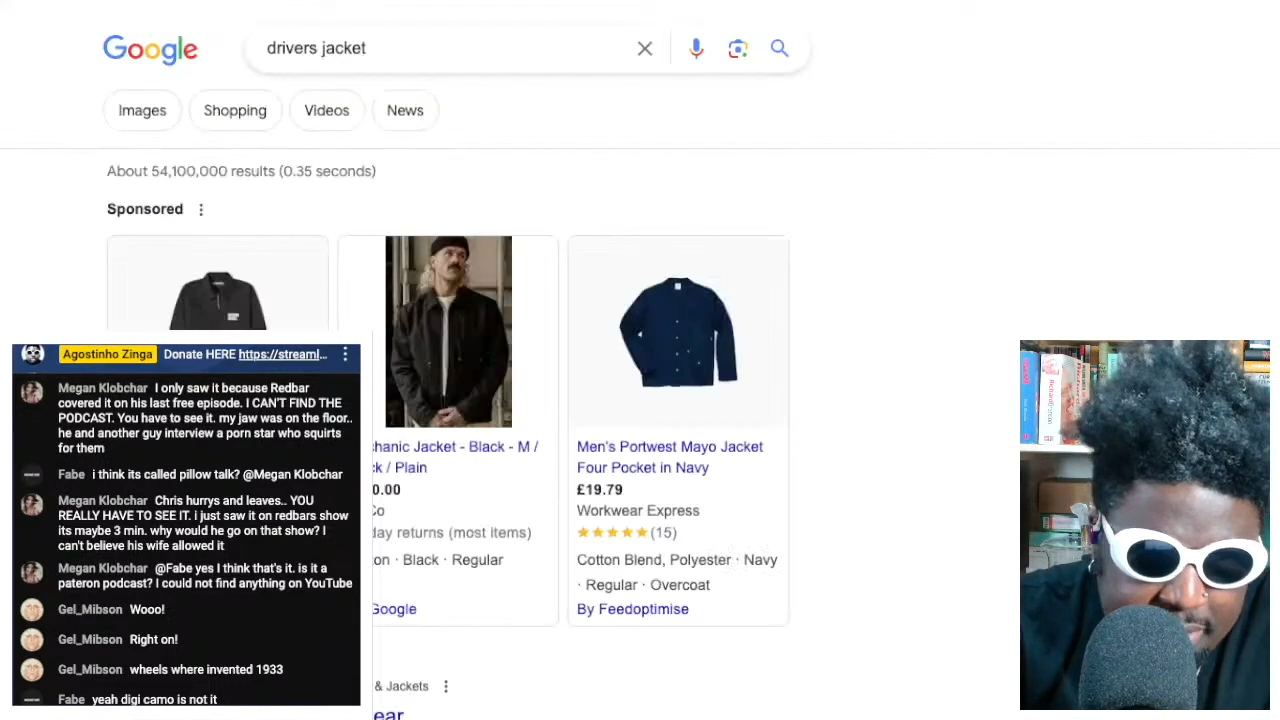 Google
drivers jacket
Images
Shopping
Videos
News
About 54,100,000 results (0.35 seconds)
Sponsored
chanic Jacket - Black - M /
k / Plain
0.00
Co
day returns (most items)
on · Black · Regular
Google
Men's Portwest Mayo Jacket
Four Pocket in Navy
£19.79
Workwear Express
(15)
Cotton Blend, Polyester · Navy
· Regular · Overcoat
By Feedoptimise
& Jackets
ear
Agostinho Zinga Donate HERE https://streaml...
Megan Klobchar I only saw it because Redbar
covered it on his last free episode. I CAN'T FIND THE
PODCAST. You have to see it. my jaw was on the floor..
he and another guy interview a porn star who squirts
for them
Fabe i think its called pillow talk? @Megan Klobchar
Megan Klobchar Chris hurrys and leaves.. YOU
REALLY HAVE TO SEE IT. i just saw it on redbars show
its maybe 3 min. why would he go on that show? I
can't believe his wife allowed it
Megan Klobchar @Fabe yes I think that's it. is it a
pateron podcast? I could not find anything on YouTube
Gel_Mibson Wooo!
Gel_Mibson Right on!
Gel_Mibson wheels where invented 1933
Fabe yeah digi camo is not it